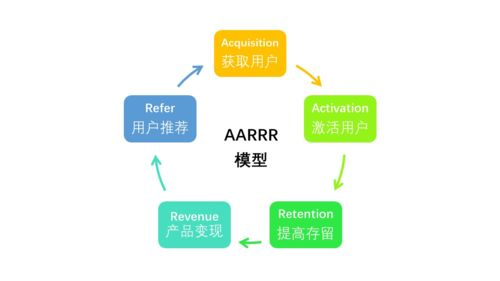 Acquisition
获取用户
Refer
用户推荐
Activation
激活用户
AARRR
模型
Revenue
产品变现
Retention
提高存留